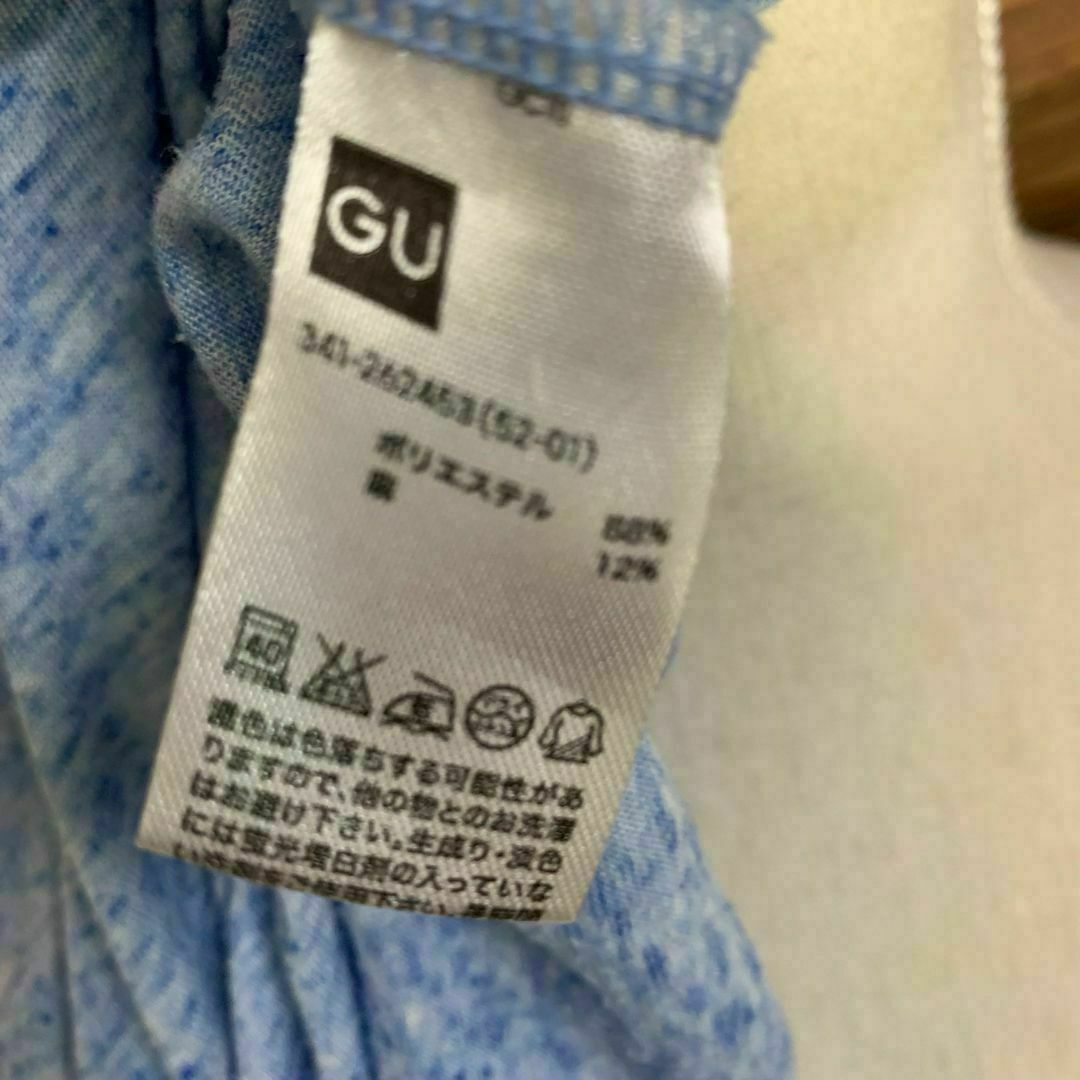 GU
341-262453(52-01)
ポリエステル 88%
12%
40
濃色は色落ちする可能性があ
りますので、他の物とのお洗濯
はお避け下さい。生成り・淡色
には蛍光増白剤の入っていな